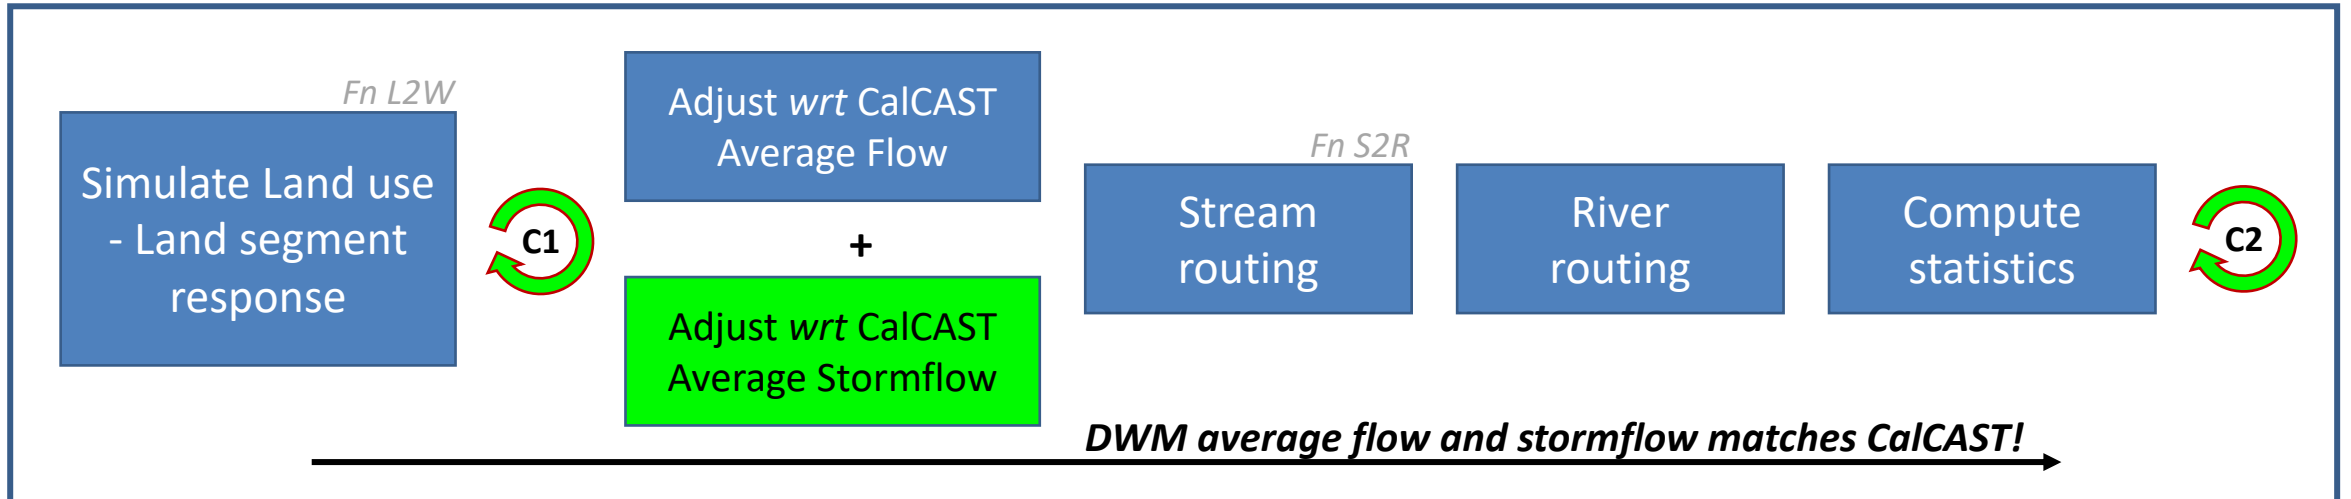 Fn L2W
Simulate Land use
- Land segment
response
C1
Adjust wrt CalCAST
Average Flow
+
Adjust wrt CalCAST
Average Stormflow
Fn S2R
Stream
routing
River
routing
Compute
statistics
C2
DWM average flow and stormflow matches CalCAST!